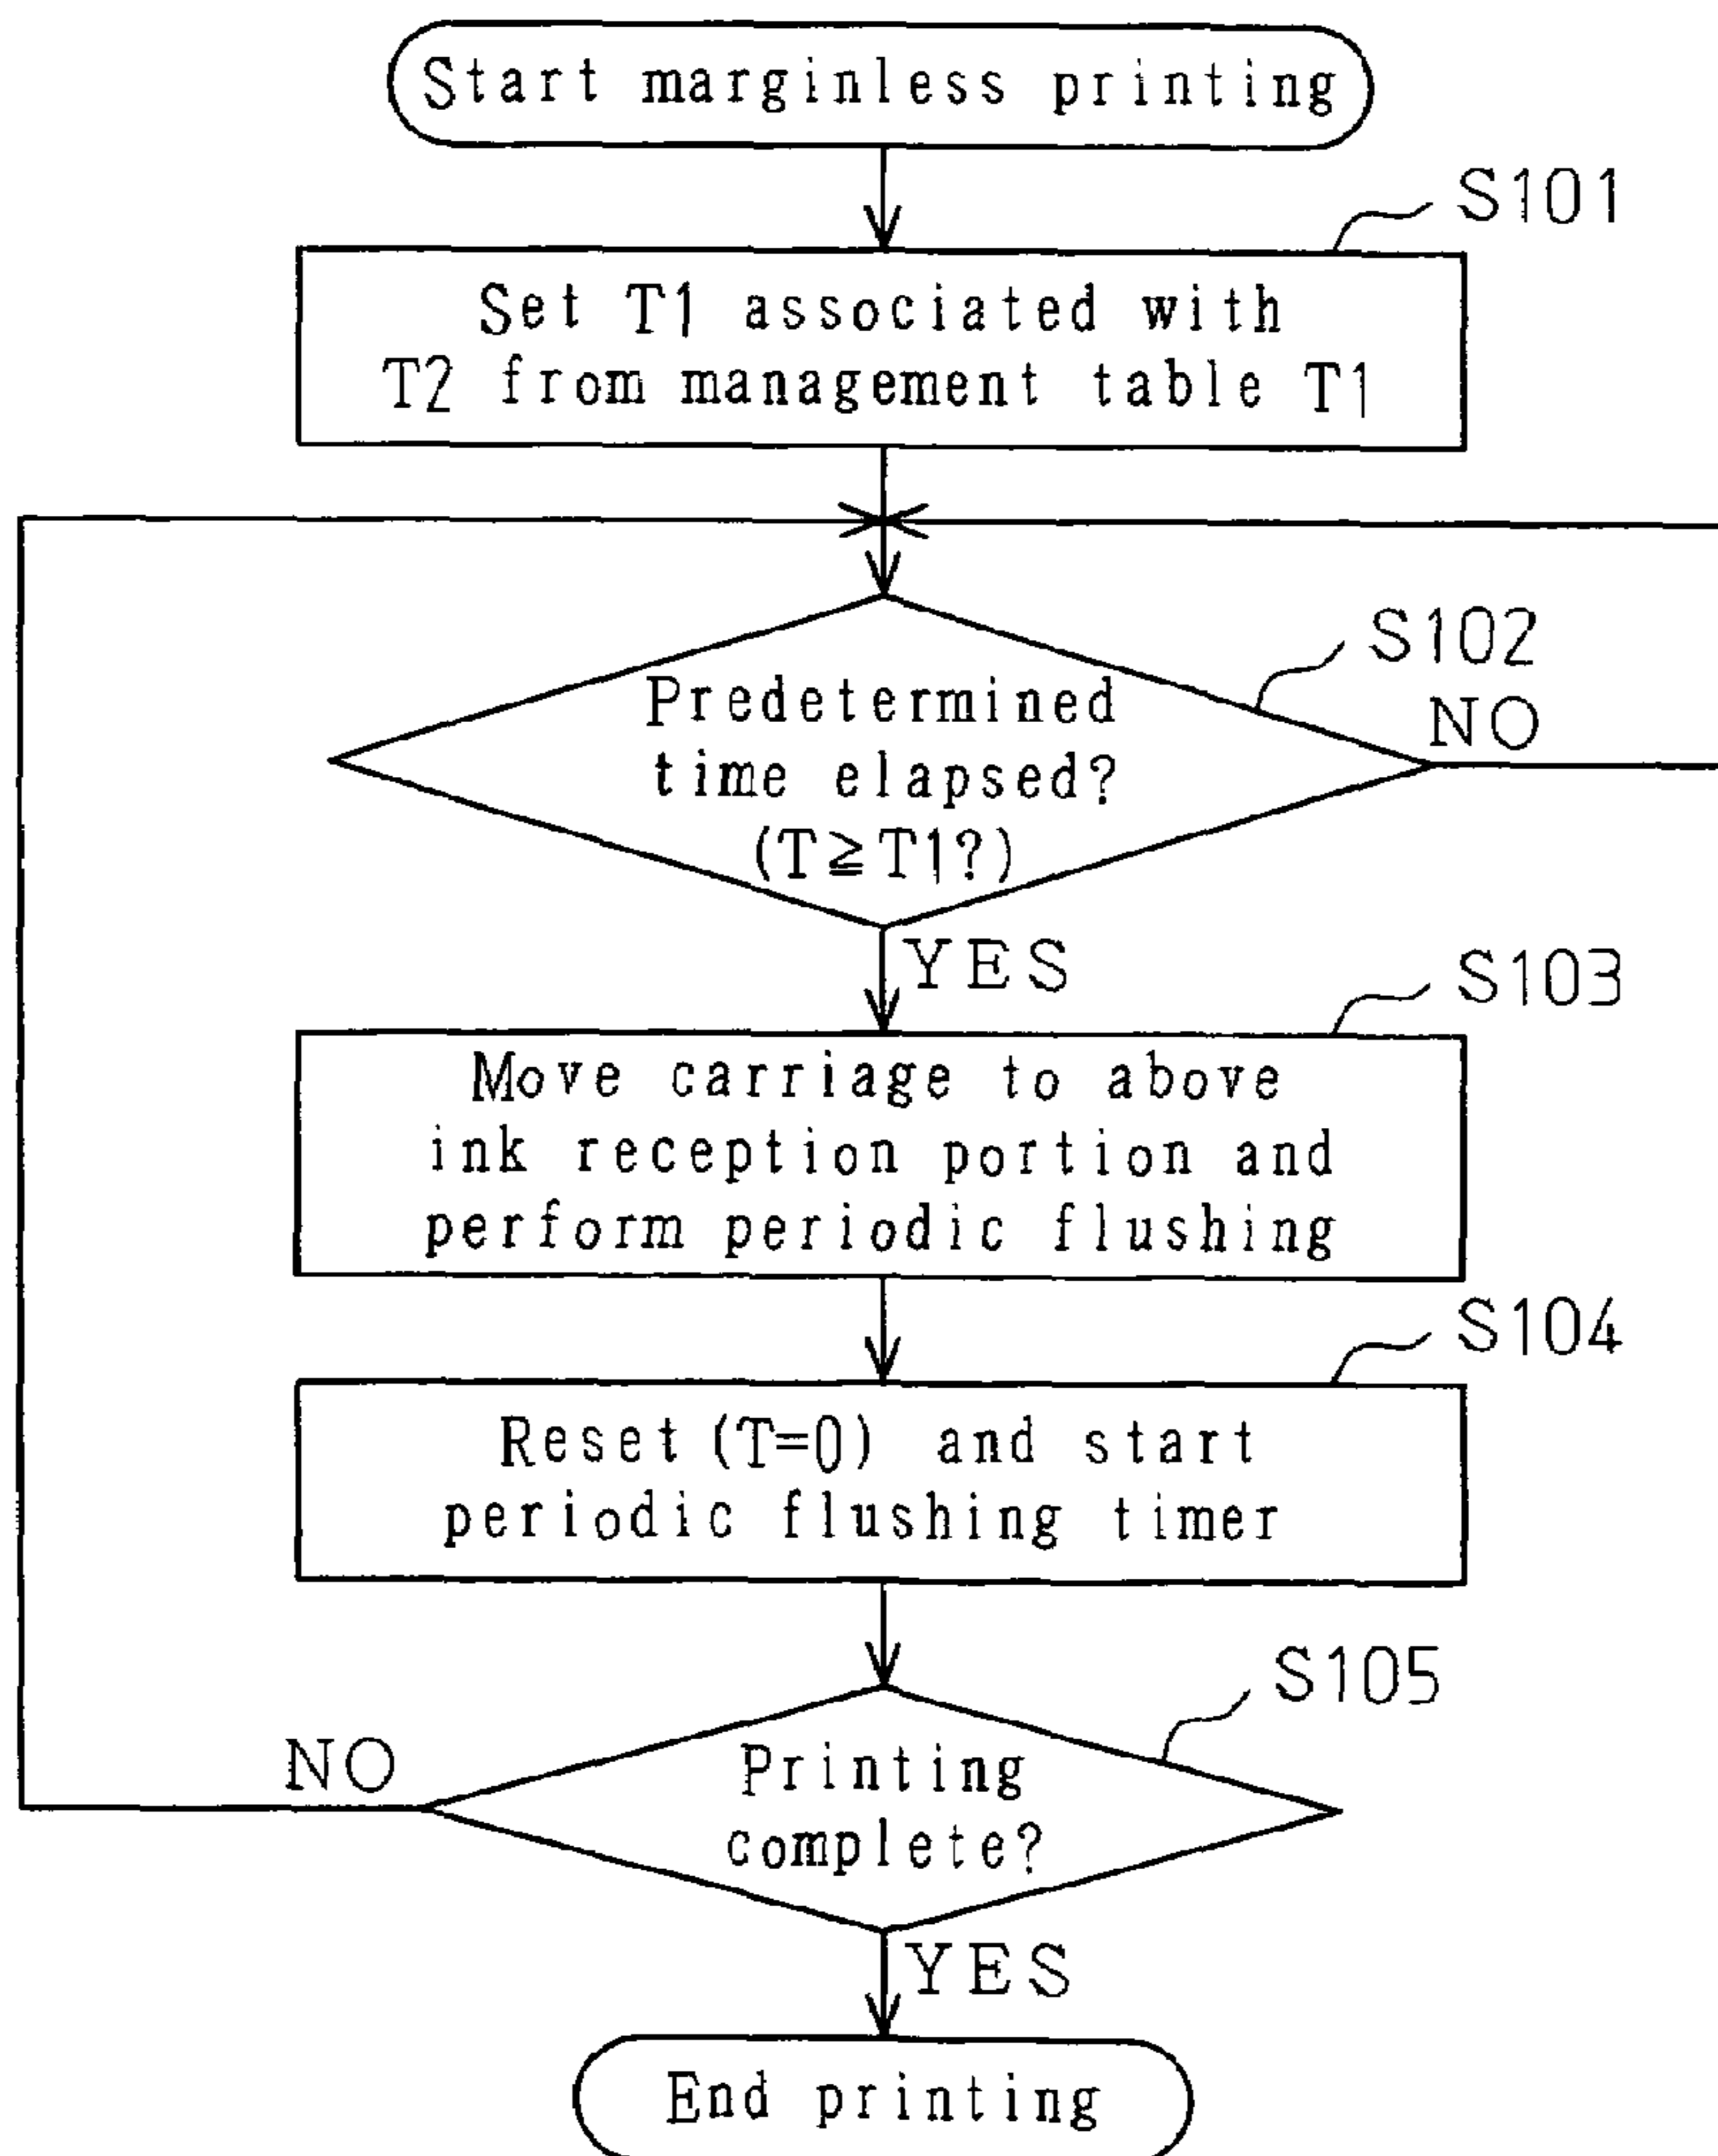 Start marginless printing
S101
Set T1 associated with
T2 from management table T1
S102
NO
Predetermined
time elapsed?
(T≧T1?)
YES
S103
Move carriage to above
ink reception portion and
perform periodic flushing
S104
Reset (T=0) and start
periodic flushing timer
S105
NO
Printing
complete?
YES
End printing